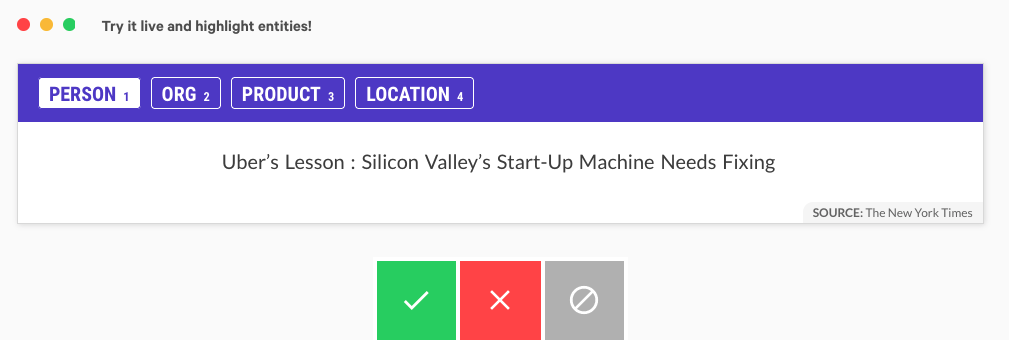 Try it live and highlight entities!
PERSON 1 ORG 2 PRODUCT 3 LOCATION 4
Uber’s Lesson : Silicon Valley’s Start-Up Machine Needs Fixing
SOURCE: The New York Times